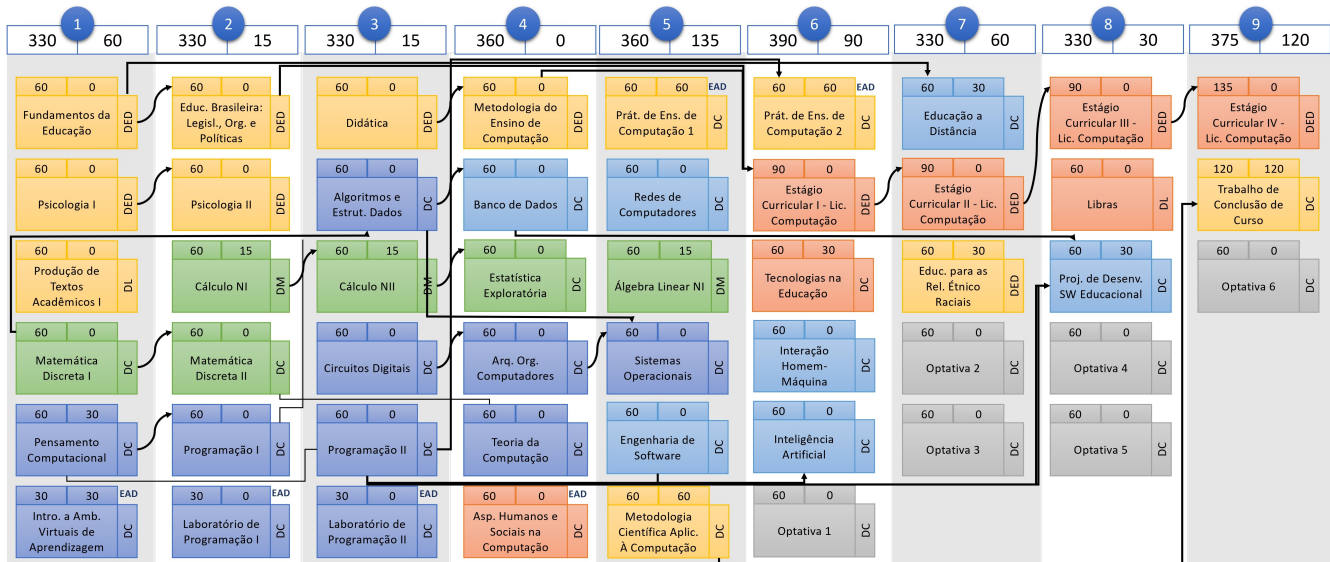 1 2 3 4 5 6 7 8 9
330 60 330 15 330 15 360 0 360 135 390 90 330 60 330 30 375 120
60 0
Fundamentos da
Educação
DED
60 0
Educ. Brasileira:
Legisl., Org. e
Políticas
DED
60 0
Didática
DED
60 0
Metodologia do
Ensino de
Computação
DED
60 60 EAD
Prát. de Ens. de
Computação 1
DC
60 60 EAD
Prát. de Ens. de
Computação 2
DC
60 30
Educação a
Distância
DC
90 0
Estágio
Curricular III -
Lic. Computação
DED
135 0
Estágio
Curricular IV -
Lic. Computação
DED
60 0
Psicologia I
DED
60 0
Psicologia II
DED
60 0
Algoritmos e
Estrut. Dados
DC
60 0
Banco de Dados
DC
60 0
Redes de
Computadores
DC
90 0
Estágio
Curricular I - Lic.
Computação
DED
90 0
Estágio
Curricular II - Lic.
Computação
DED
60 0
Libras
DL
120 120
Trabalho de
Conclusão de
Curso
DC
60 0
Produção de
Textos
Acadêmicos I
DL
60 15
Cálculo NI
DM
60 15
Cálculo NII
DM
60 0
Estatística
Exploratória
DC
60 15
Álgebra Linear NI
DM
60 30
Tecnologias na
Educação
DC
60 30
Educ. para as
Rel. Étnico
Raciais
DED
60 30
Proj. de Desenv.
SW Educacional
DC
60 0
Optativa 6
DC
60 0
Matemática
Discreta I
DC
60 0
Matemática
Discreta II
DC
60 0
Circuitos Digitais
DC
60 0
Arq. Org.
Computadores
DC
60 0
Sistemas
Operacionais
DC
60 0
Interação
Homem-
Máquina
DC
60 0
Optativa 2
DC
60 0
Optativa 4
DC
60 30
Pensamento
Computacional
DC
60 0
Programação I
DC
60 0
Programação II
DC
60 0
Teoria da
Computação
DC
60 0
Engenharia de
Software
DC
60 0
Inteligência
Artificial
DC
60 0
Optativa 3
DC
60 0
Optativa 5
DC
30 30 EAD
Intro. a Amb.
Virtuais de
Aprendizagem
DC
30 0 EAD
Laboratório de
Programação I
DC
30 0 EAD
Laboratório de
Programação II
DC
60 0 EAD
Asp. Humanos e
Sociais na
Computação
DC
60 60
Metodologia
Científica Aplic.
À Computação
DC
60 0
Optativa 1
DC